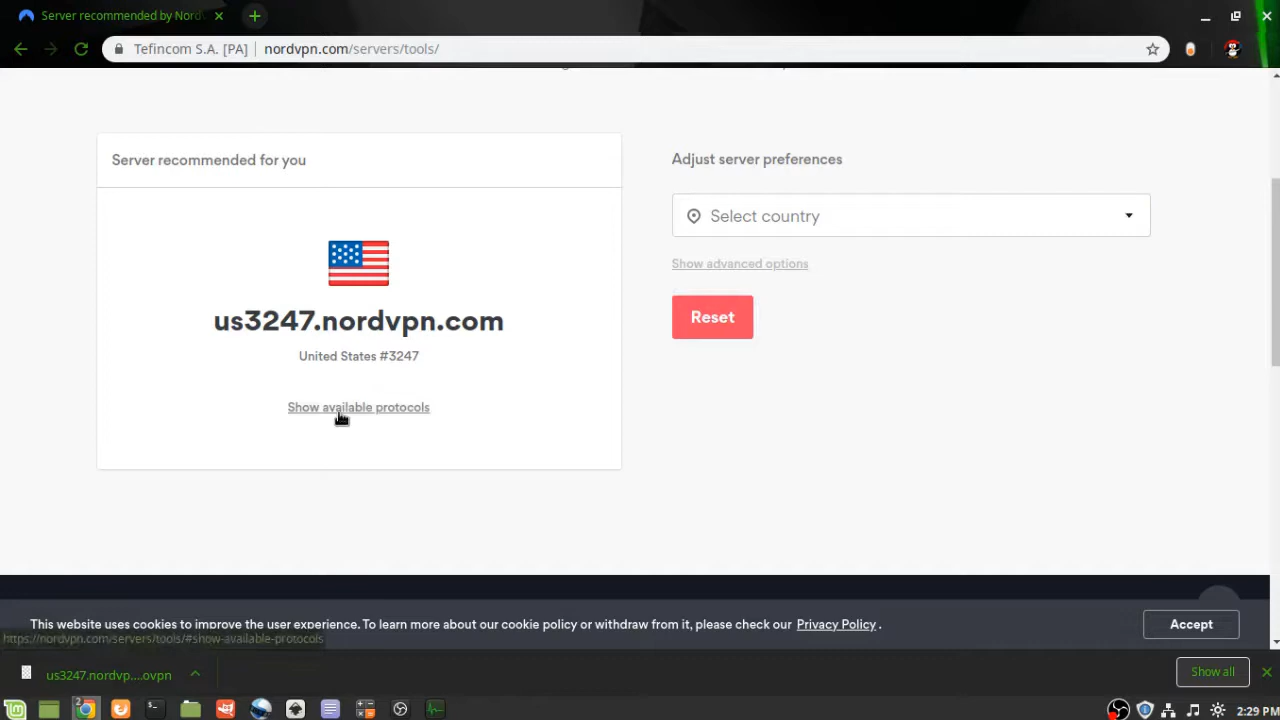 Server recommended by Nord
Tefincom S.A. [PA]
nordvpn.com/servers/tools/
Server recommended for you
us3247.nordvpn.com
United States #3247
Show available protocols
Adjust server preferences
Select country
Show advanced options
Reset
This website uses cookies to improve the user experience. To learn more about our cookie policy or withdraw from it, please check our Privacy Policy .
Accept
https://nordvpn.com/servers/tools/#show-available-protocols
us3247.nordvp....ovpn
Show all
2
2:29 PM